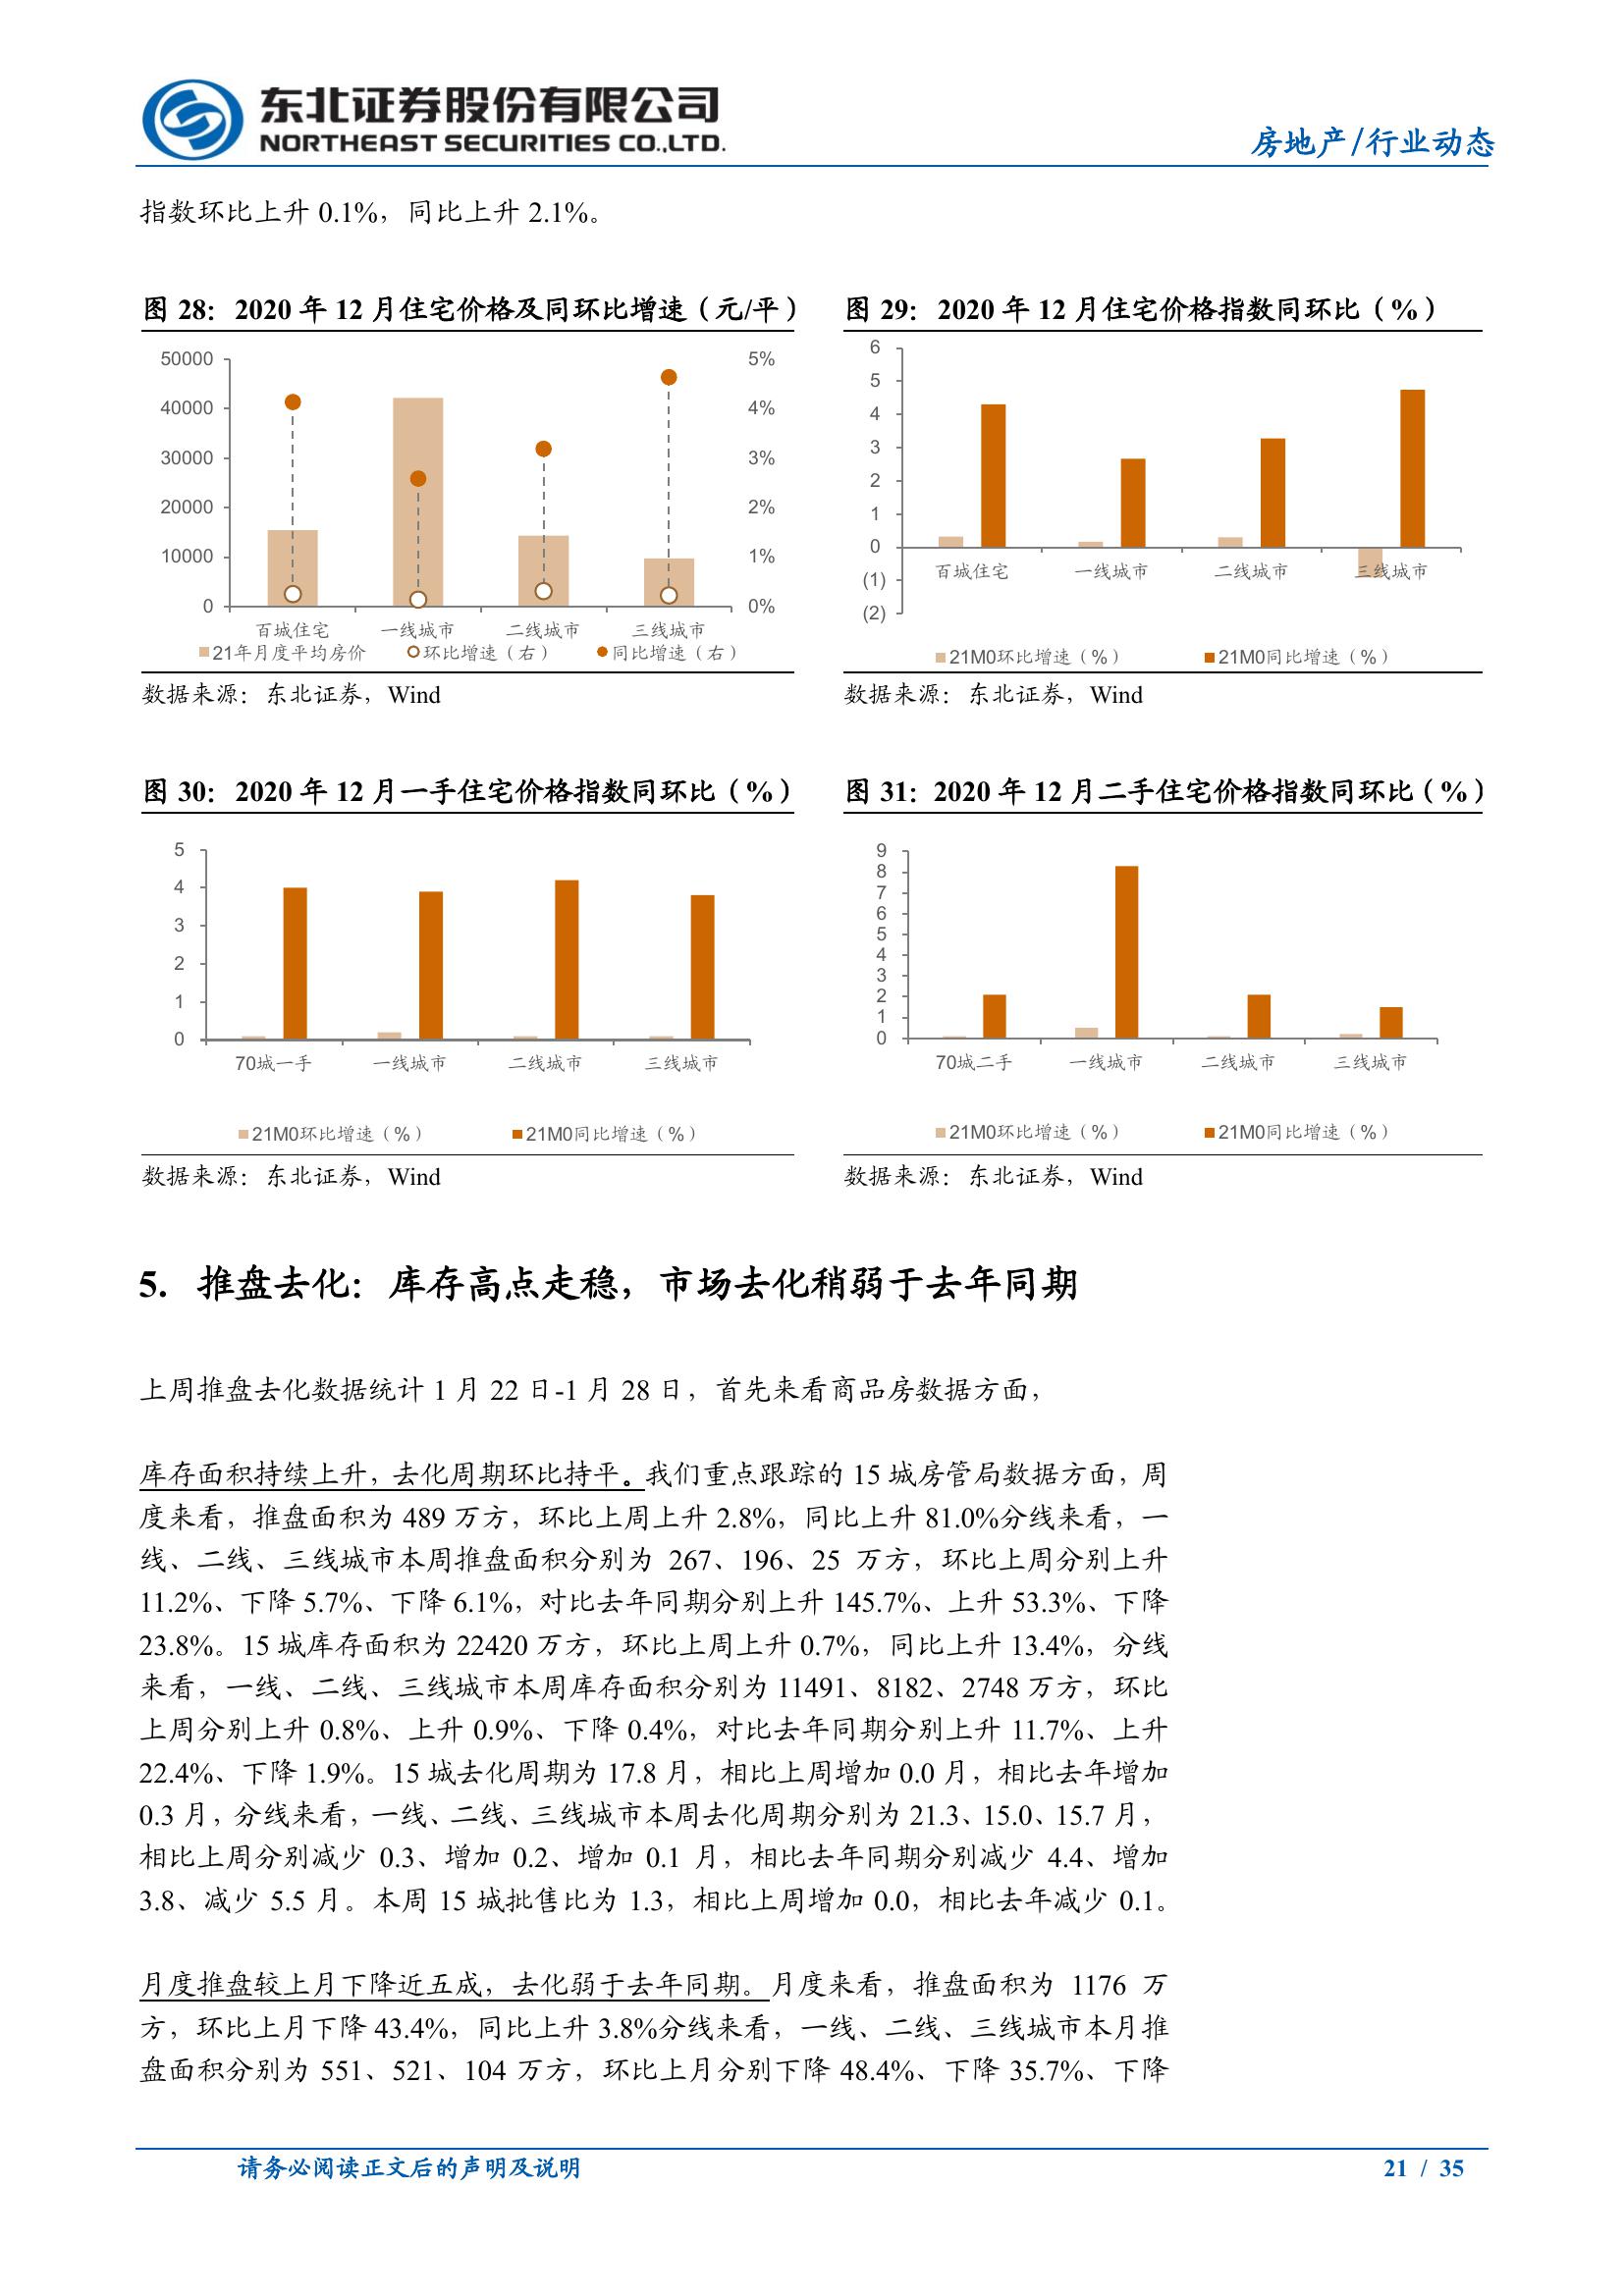 东北证券股份有限公司
NORTHEAST SECURITIES CO.,LTD.
房地产/行业动态
指数环比上升 0.1%，同比上升 2.1%。
图 28：2020 年 12 月住宅价格及同环比增速（元/平）
50000
40000
30000
20000
10000
0
5%
4%
3%
2%
1%
0%
百城住宅 一线城市 二线城市 三线城市
21年月度平均房价 环比增速（右） 同比增速（右）
数据来源：东北证券，Wind
图 29：2020 年 12 月住宅价格指数同环比（%）
6
5
4
3
2
1
0
(1)
(2)
百城住宅 一线城市 二线城市 三线城市
21M0环比增速（%） 21M0同比增速（%）
数据来源：东北证券，Wind
图 30：2020 年 12 月一手住宅价格指数同环比（%）
5
4
3
2
1
0
70城一手 一线城市 二线城市 三线城市
21M0环比增速（%） 21M0同比增速（%）
数据来源：东北证券，Wind
图 31：2020 年 12 月二手住宅价格指数同环比（%）
9
8
7
6
5
4
3
2
1
0
70城二手 一线城市 二线城市 三线城市
21M0环比增速（%） 21M0同比增速（%）
数据来源：东北证券，Wind
5. 推盘去化：库存高点走稳，市场去化稍弱于去年同期
上周推盘去化数据统计 1 月 22 日-1 月 28 日，首先来看商品房数据方面，
库存面积持续上升，去化周期环比持平。我们重点跟踪的 15 城房管局数据方面，周
度来看，推盘面积为 489 万方，环比上周上升 2.8%，同比上升 81.0%分线来看，一
线、二线、三线城市本周推盘面积分别为 267、196、25 万方，环比上周分别上升
11.2%、下降 5.7%、下降 6.1%，对比去年同期分别上升 145.7%、上升 53.3%、下降
23.8%。15 城库存面积为 22420 万方，环比上周上升 0.7%，同比上升 13.4%，分线
来看，一线、二线、三线城市本周库存面积分别为 11491、8182、2748 万方，环比
上周分别上升 0.8%、上升 0.9%、下降 0.4%，对比去年同期分别上升 11.7%、上升
22.4%、下降 1.9%。15 城去化周期为 17.8 月，相比上周增加 0.0 月，相比去年增加
0.3 月，分线来看，一线、二线、三线城市本周去化周期分别为 21.3、15.0、15.7 月，
相比上周分别减少 0.3、增加 0.2、增加 0.1 月，相比去年同期分别减少 4.4、增加
3.8、减少 5.5 月。本周 15 城批售比为 1.3，相比上周增加 0.0，相比去年减少 0.1。
月度推盘较上月下降近五成，去化弱于去年同期。月度来看，推盘面积为 1176 万
方，环比上月下降 43.4%，同比上升 3.8%分线来看，一线、二线、三线城市本月推
盘面积分别为 551、521、104 万方，环比上月分别下降 48.4%、下降 35.7%、下降
请务必阅读正文后的声明及说明
21 / 35